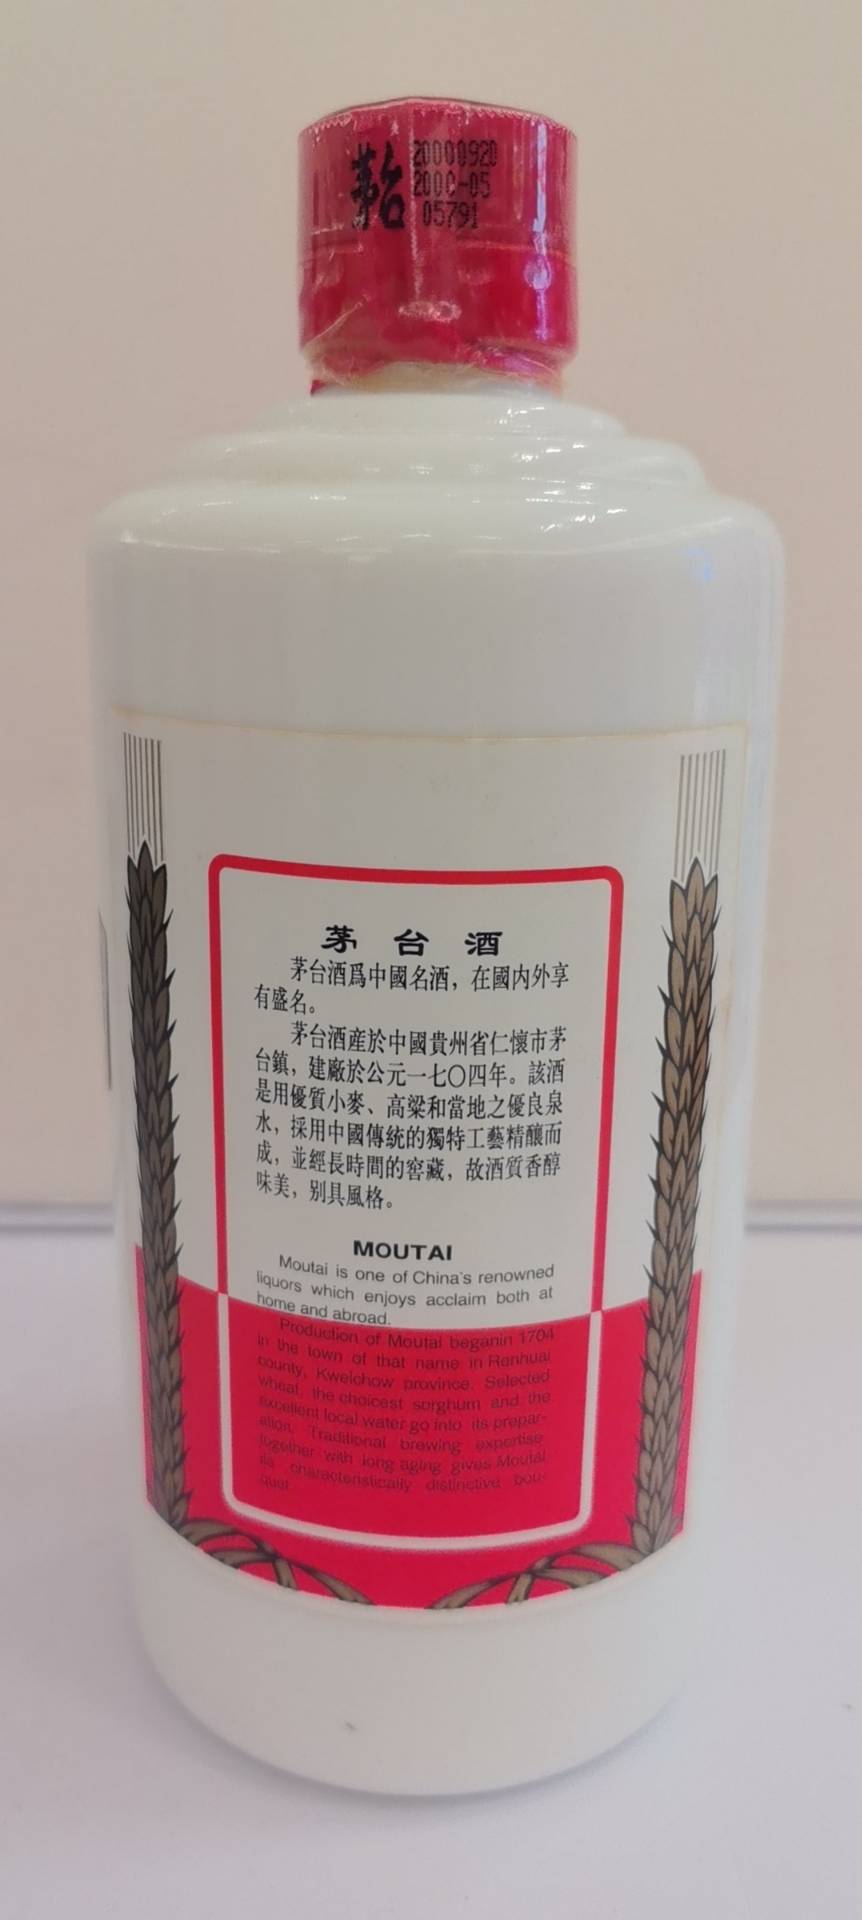 茅台
20000920
2000-05
05791
茅台酒
茅台酒爲中國名酒，在國内外享
有盛名。
茅台酒産於中國貴州省仁懷市茅
台鎮，建廠於公元一七〇四年。該酒
是用優質小麥、高粱和當地之優良泉
水，採用中國傳統的獨特工藝精釀而
成，並經長時間的窖藏，故酒質香醇
味美，别具風格。
MOUTAI
Moutai is one of China's renowned
liquors which enjoys acclaim both at
home and abroad.
Production of Moutai beganin 1704
in the town of that name in Renhuai
county, Kweichow province. Selected
wheat, the choicest sorghum and the
excellent local water go into its prepar-
ation. Traditional brewing expertise
together with long aging gives Moutai
its characteristically distinctive bou-
quet.